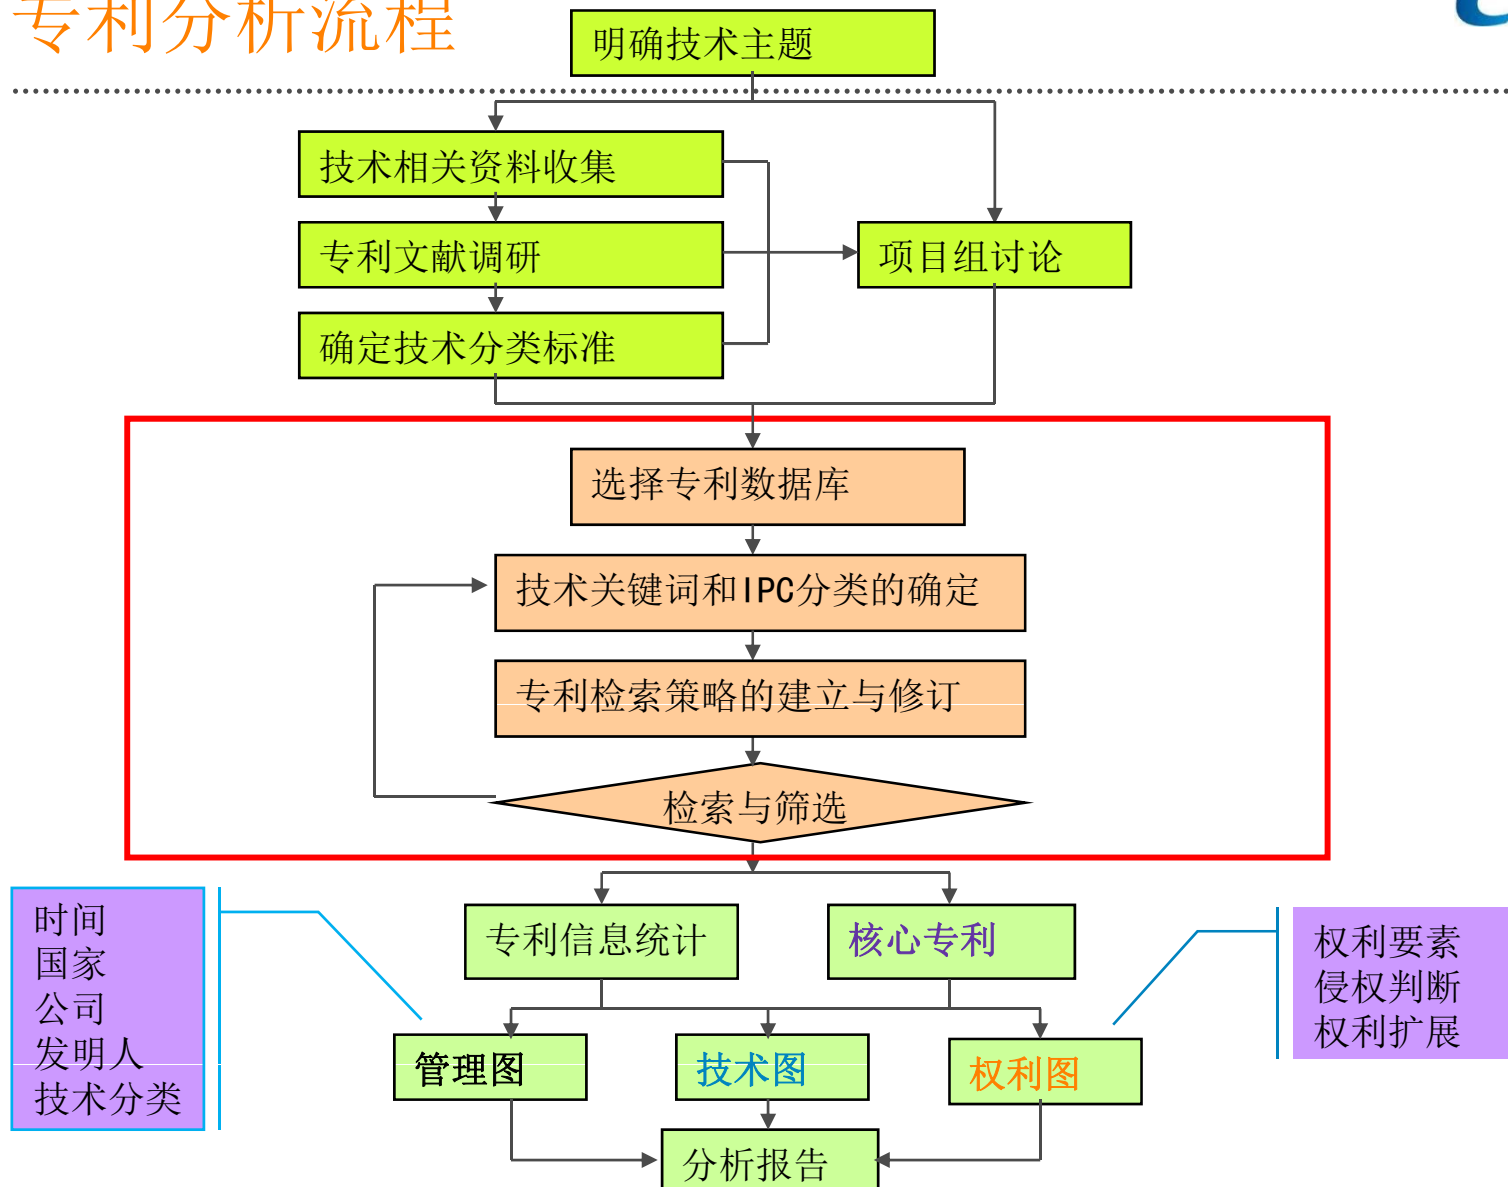 专利分析流程
明确技术主题
技术相关资料收集
专利文献调研
项目组讨论
确定技术分类标准
选择专利数据库
技术关键词和IPC分类的确定
专利检索策略的建立与修订
检索与筛选
时间
国家
公司
发明人
技术分类
专利信息统计
核心专利
权利要素
侵权判断
权利扩展
管理图
技术图
权利图
分析报告